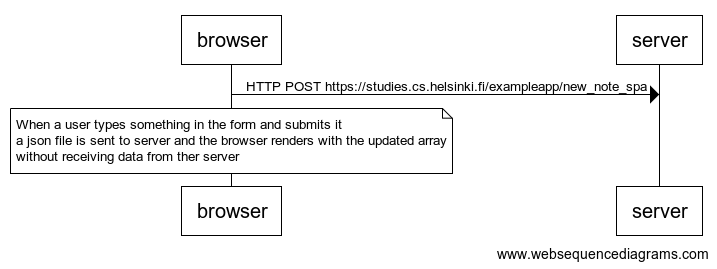 browser
server
HTTP POST https://studies.cs.helsinki.fi/exampleapp/new_note_spa
When a user types something in the form and submits it
a json file is sent to server and the browser renders with the updated array
without receiving data from ther server
browser
server
www.websequencediagrams.com